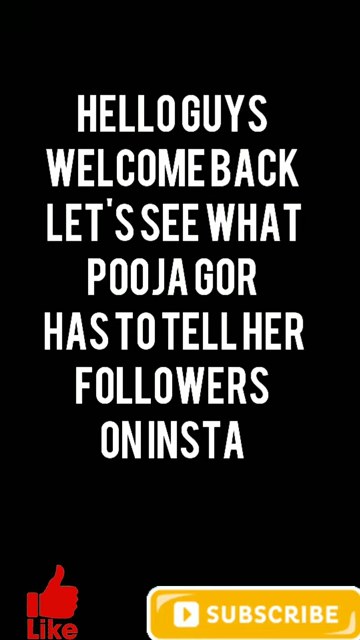 HELLO GUYS
WELCOME BACK
LET'S SEE WHAT
POOJA GOR
HAS TO TELL HER
FOLLOWERS
ON INSTA
Like
SUBSCRIBE